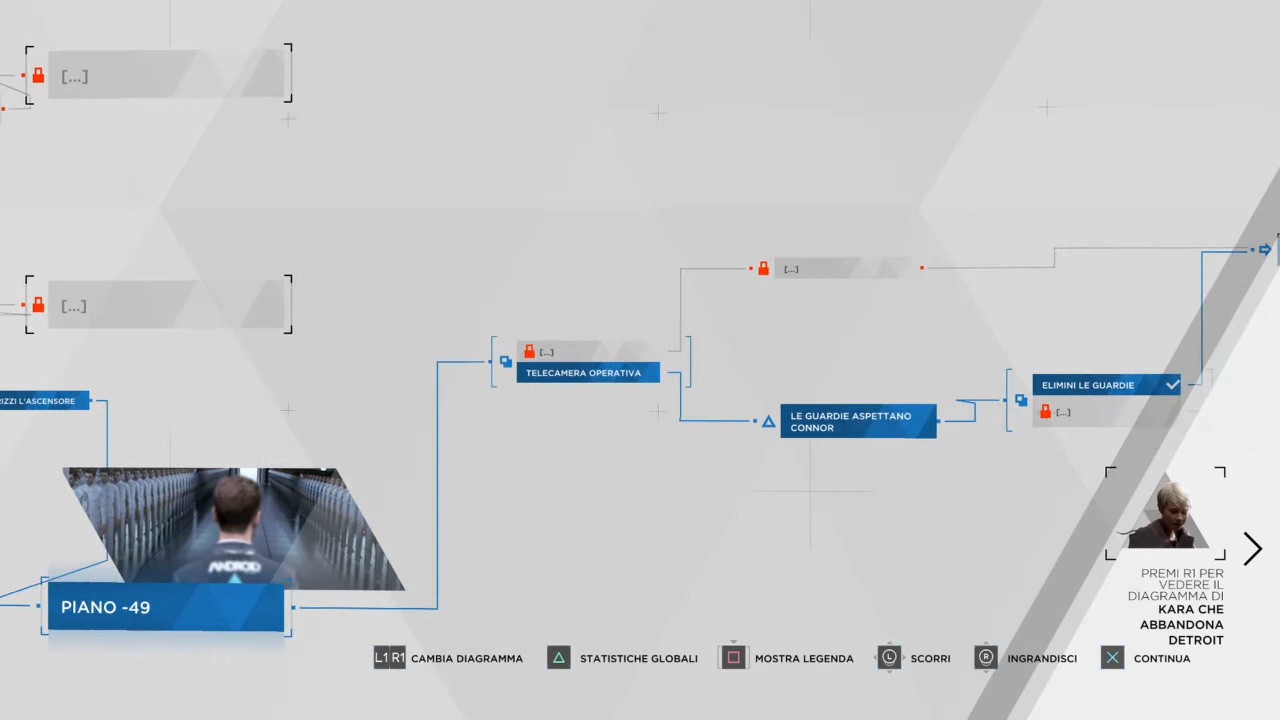 [...]
[...]
[...]
[...]
TELECAMERA OPERATIVA
RIZZI L'ASCENSORE
LE GUARDIE ASPETTANO
CONNOR
ELIMINI LE GUARDIE
[...]
ANDROID
PIANO -49
PREMI R1 PER
VEDERE IL
DIAGRAMMA DI
KARA CHE
ABBANDONA
DETROIT
L1 R1 CAMBIA DIAGRAMMA
STATISTICHE GLOBALI
MOSTRA LEGENDA
L SCORRI
R INGRANDISCI
CONTINUA